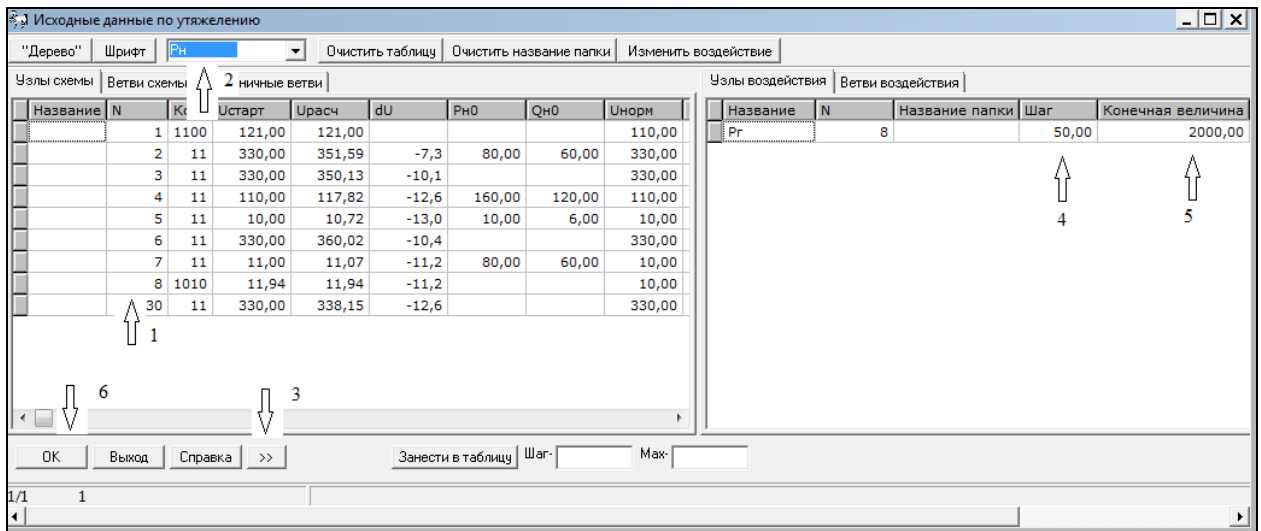 Исходные данные по утяжелению
"Дерево" Шрифт Рн Очистить таблицу Очистить название папки Изменить воздействие
Узлы схемы Ветви схемы 2 ничные ветви Узлы воздействия Ветви воздействия
Название N Ко Uстарт Uрасч dU Рн0 Qн0 Uнорм Название N Название папки Шаг Конечная величина
1 1100 121,00 121,00 110,00 Рг 8 50,00 2000,00
2 11 330,00 351,59 -7,3 80,00 60,00 330,00
3 11 330,00 350,13 -10,1 330,00
4 11 110,00 117,82 -12,6 160,00 120,00 110,00 4 5
5 11 10,00 10,72 -13,0 10,00 6,00 10,00
6 11 330,00 360,02 -10,4 330,00
7 11 11,00 11,07 -11,2 80,00 60,00 10,00
8 1010 11,94 11,94 -11,2 10,00
30 11 330,00 338,15 -12,6 330,00
1
6 3
OK Выход Справка >> Занести в таблицу Шаг- Max-
1/1 1